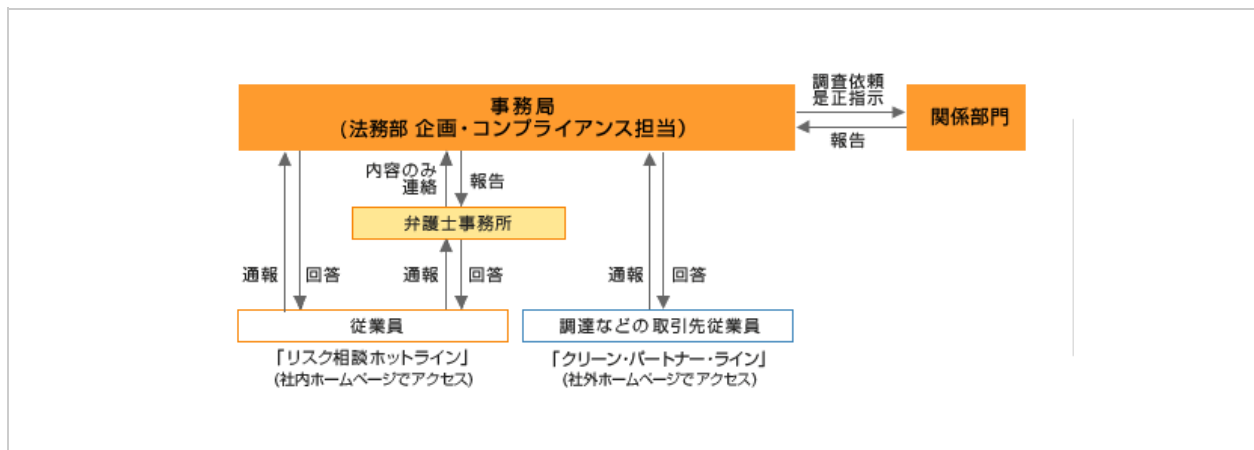 事務局
(法務部 企画・コンプライアンス担当)
調査依頼
是正指示
報告
関係部門
内容のみ
連絡
報告
弁護士事務所
通報
回答
通報
回答
通報
回答
従業員
調達などの取引先従業員
「リスク相談ホットライン」
(社内ホームページでアクセス)
「クリーン・パートナー・ライン」
(社外ホームページでアクセス)